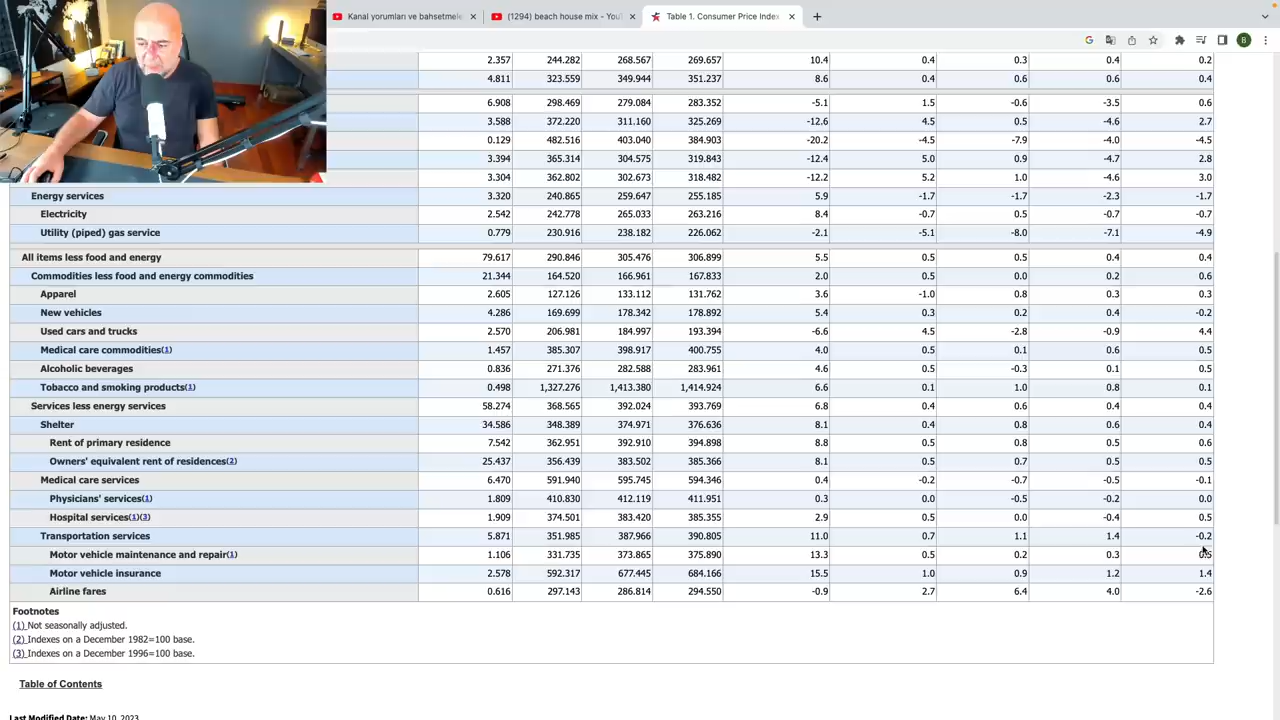 Kanal yorumları ve bahsetmele
(1294) beach house mix - YouT
Table 1. Consumer Price Index
B
2.357 244.282 268.567 269.657 10.4 0.4 0.3 0.4 0.2
4.811 323.559 349.944 351.237 8.6 0.4 0.6 0.6 0.4
6.908 298.469 279.084 283.352 -5.1 1.5 -0.6 -3.5 0.6
3.588 372.220 311.160 325.269 -12.6 4.5 0.5 -4.6 2.7
0.129 482.516 403.040 384.903 -20.2 -4.5 -7.9 -4.0 -4.5
3.394 365.314 304.575 319.843 -12.4 5.0 0.9 -4.7 2.8
3.304 362.802 302.673 318.482 -12.2 5.2 1.0 -4.6 3.0
Energy services 3.320 240.865 259.647 255.185 5.9 -1.7 -1.7 -2.3 -1.7
Electricity 2.542 242.778 265.033 263.216 8.4 -0.7 0.5 -0.7 -0.7
Utility (piped) gas service 0.779 230.916 238.182 226.062 -2.1 -5.1 -8.0 -7.1 -4.9
All items less food and energy 79.617 290.846 305.476 306.899 5.5 0.5 0.5 0.4 0.4
Commodities less food and energy commodities 21.344 164.520 166.961 167.833 2.0 0.5 0.0 0.2 0.6
Apparel 2.605 127.126 133.112 131.762 3.6 -1.0 0.8 0.3 0.3
New vehicles 4.286 169.699 178.342 178.892 5.4 0.3 0.2 0.4 -0.2
Used cars and trucks 2.570 206.981 184.997 193.394 -6.6 4.5 -2.8 -0.9 4.4
Medical care commodities(1) 1.457 385.307 398.917 400.755 4.0 0.5 0.1 0.6 0.5
Alcoholic beverages 0.836 271.376 282.588 283.961 4.6 0.5 -0.3 0.1 0.5
Tobacco and smoking products(1) 0.498 1,327.276 1,413.380 1,414.924 6.6 0.1 1.0 0.8 0.1
Services less energy services 58.274 368.565 392.024 393.769 6.8 0.4 0.6 0.4 0.4
Shelter 34.586 348.389 374.971 376.636 8.1 0.4 0.8 0.6 0.4
Rent of primary residence 7.542 362.951 392.910 394.898 8.8 0.5 0.8 0.5 0.6
Owners' equivalent rent of residences(2) 25.437 356.439 383.502 385.366 8.1 0.5 0.7 0.5 0.5
Medical care services 6.470 591.940 595.745 594.346 0.4 -0.2 -0.7 -0.5 -0.1
Physicians' services(1) 1.809 410.830 412.119 411.951 0.3 0.0 -0.5 -0.2 0.0
Hospital services(1)(3) 1.909 374.501 383.420 385.355 2.9 0.5 0.0 -0.4 0.5
Transportation services 5.871 351.985 387.966 390.805 11.0 0.7 1.1 1.4 -0.2
Motor vehicle maintenance and repair(1) 1.106 331.735 373.865 375.890 13.3 0.5 0.2 0.3 0.5
Motor vehicle insurance 2.578 592.317 677.445 684.166 15.5 1.0 0.9 1.2 1.4
Airline fares 0.616 297.143 286.814 294.550 -0.9 2.7 6.4 4.0 -2.6
Footnotes
(1) Not seasonally adjusted.
(2) Indexes on a December 1982=100 base.
(3) Indexes on a December 1996=100 base.
Table of Contents
Last Modified Date: May 10, 2023